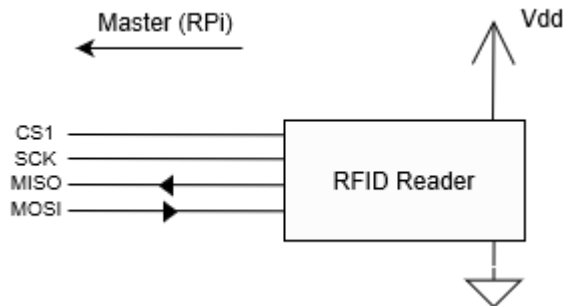 Master (RPi)
Vdd
CS1
SCK
MISO
MOSI
RFID Reader